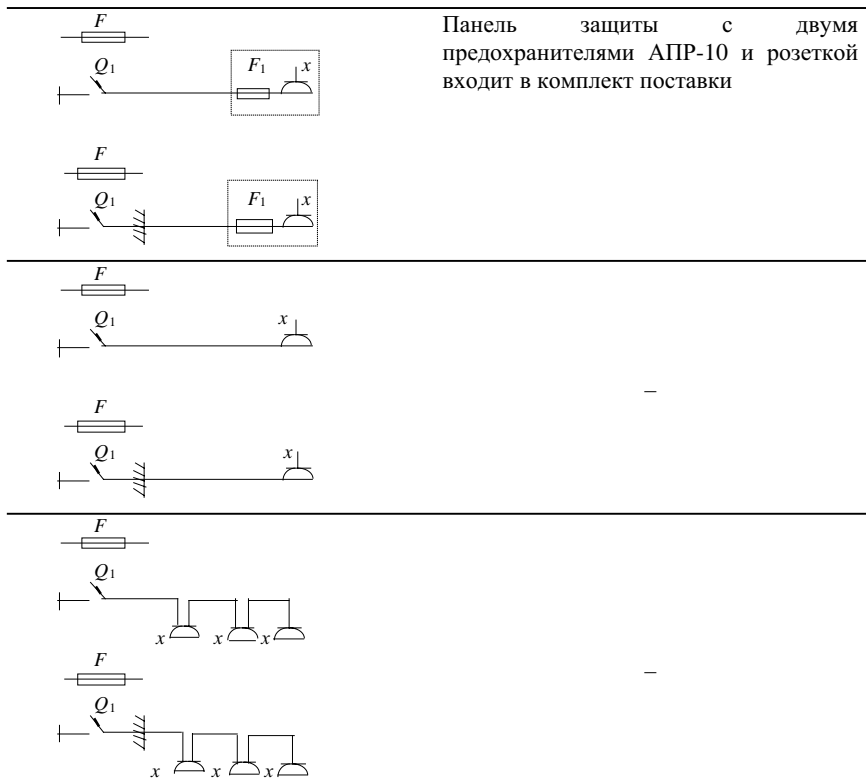 F
Панель защиты с двумя
предохранителями АПР-10 и розеткой
входит в комплект поставки
Q1 F1 x
F
Q1 F1 x
F
Q1 x
–
F
Q1 x
F
Q1
x x x
F
–
Q1
x x x